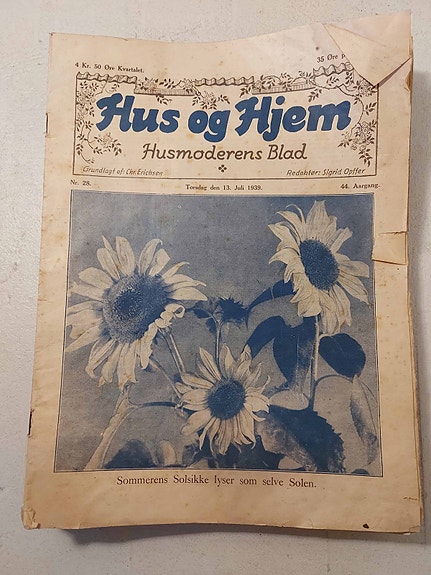 4 Kr. 50 Øre Kvartalet.
35 Øre
Hus og Hjem
Husmoderens Blad
Grundlagt af: Chr. Erichsen
Redaktør: Sigrid Opffer
Nr. 28.
Torsdag den 13. Juli 1939.
44. Aargang.
Sommerens Solsikke lyser som selve Solen.